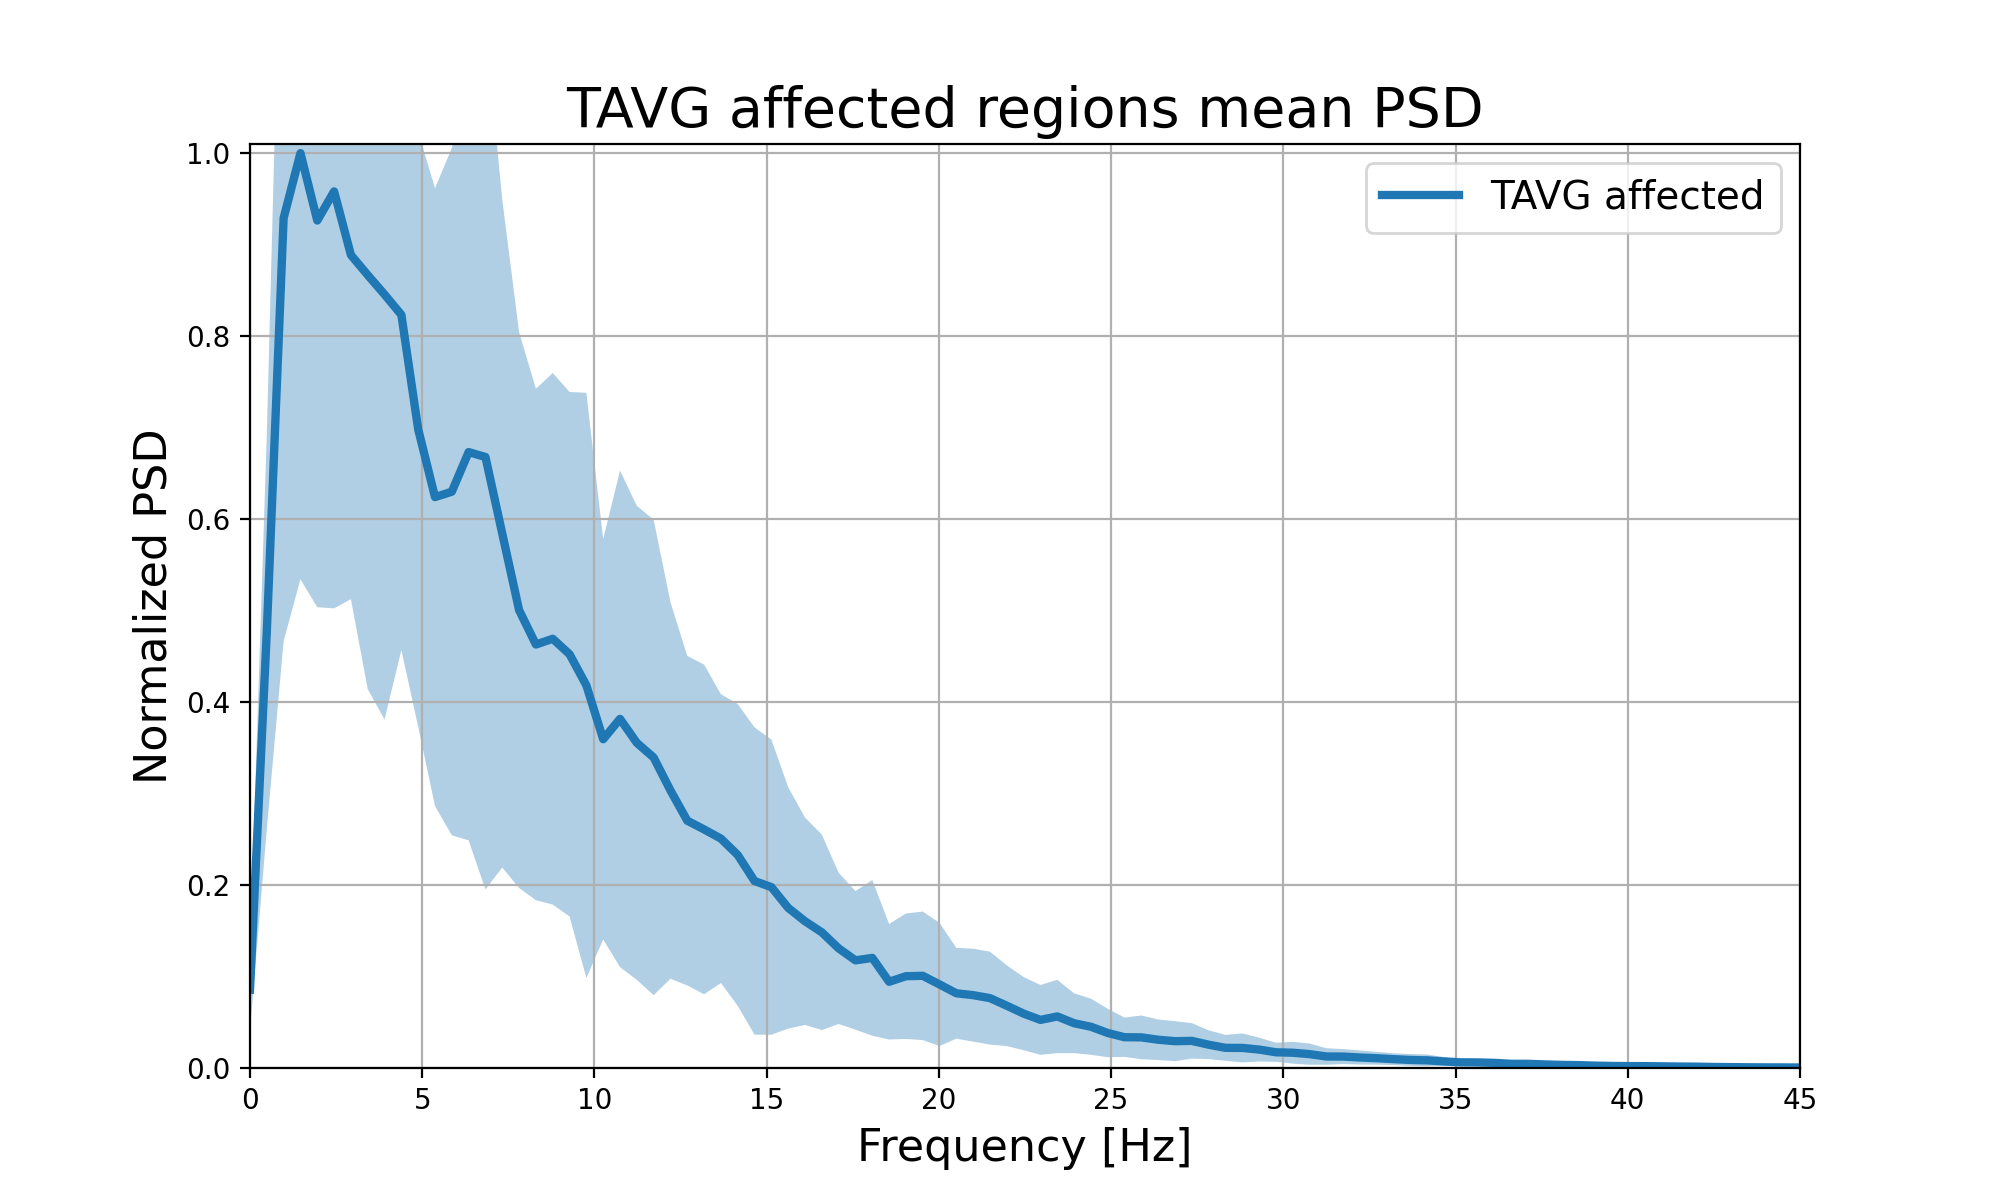 TAVG affected regions mean PSD
TAVG affected
Normalized PSD
1.0
0.8
0.6
0.4
0.2
0.0
0 5 10 15 20 25 30 35 40 45
Frequency [Hz]